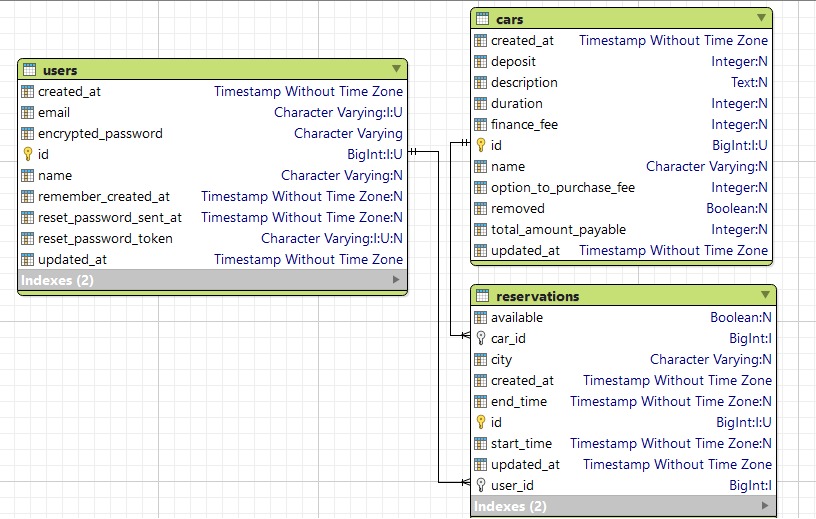 users
created_at Timestamp Without Time Zone
email Character Varying:I:U
encrypted_password Character Varying
id BigInt:I:U
name Character Varying:N
remember_created_at Timestamp Without Time Zone:N
reset_password_sent_at Timestamp Without Time Zone:N
reset_password_token Character Varying:I:U:N
updated_at Timestamp Without Time Zone
Indexes (2)
cars
created_at Timestamp Without Time Zone
deposit Integer:N
description Text:N
duration Integer:N
finance_fee Integer:N
id BigInt:I:U
name Character Varying:N
option_to_purchase_fee Integer:N
removed Boolean:N
total_amount_payable Integer:N
updated_at Timestamp Without Time Zone
reservations
available Boolean:N
car_id BigInt:I
city Character Varying:N
created_at Timestamp Without Time Zone
end_time Timestamp Without Time Zone:N
id BigInt:I:U
start_time Timestamp Without Time Zone:N
updated_at Timestamp Without Time Zone
user_id BigInt:I
Indexes (2)